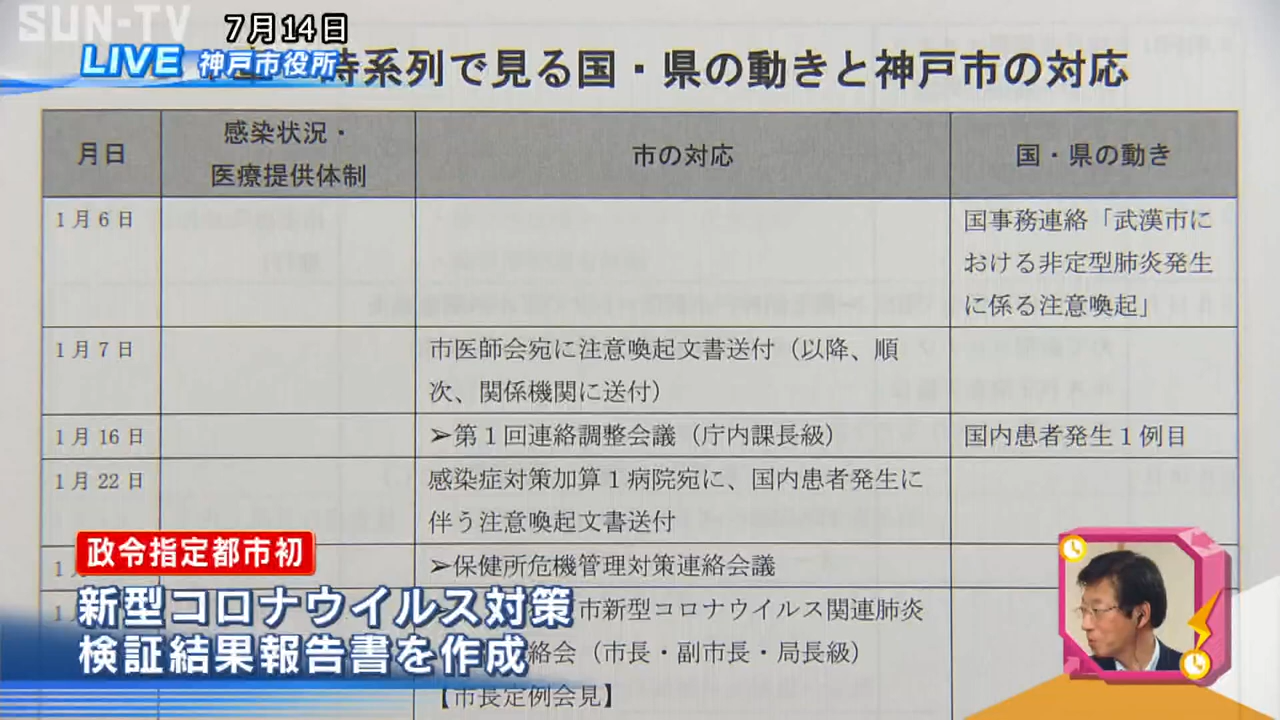 SUN-TV
7月14日
LIVE 神戸市役所
時系列で見る国・県の動きと神戸市の対応
月日
感染状況・
医療提供体制
市の対応
国・県の動き
1月6日
国事務連絡「武漢市に
おける非定型肺炎発生
に係る注意喚起」
1月7日
市医師会宛に注意喚起文書送付（以降、順
次、関係機関に送付）
1月16日
➢第1回連絡調整会議（庁内課長級）
国内患者発生1例目
1月22日
感染症対策加算1病院宛に、国内患者発生に
伴う注意喚起文書送付
➢保健所危機管理対策連絡会議
市新型コロナウイルス関連肺炎
絡会（市長・副市長・局長級）
【市長定例会見】
政令指定都市初
新型コロナウイルス対策
検証結果報告書を作成